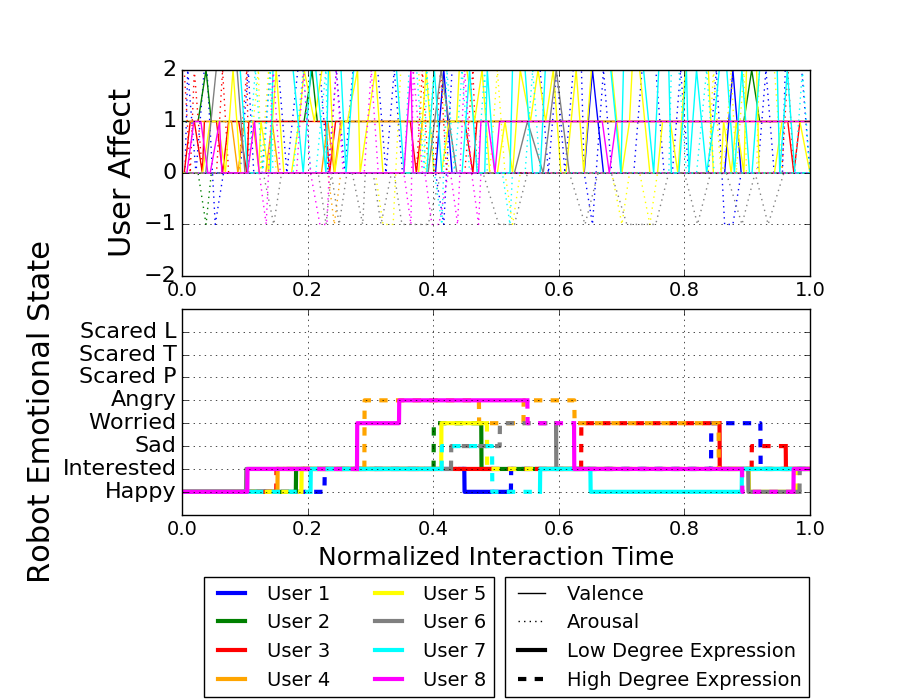 2
1
0
−1
−2
User Affect
0.0 0.2 0.4 0.6 0.8 1.0
Robot Emotional State
Scared L
Scared T
Scared P
Angry
Worried
Sad
Interested
Happy
0.0 0.2 0.4 0.6 0.8 1.0
Normalized Interaction Time
User 1 User 5 Valence
User 2 User 6 Arousal
User 3 User 7 Low Degree Expression
User 4 User 8 High Degree Expression